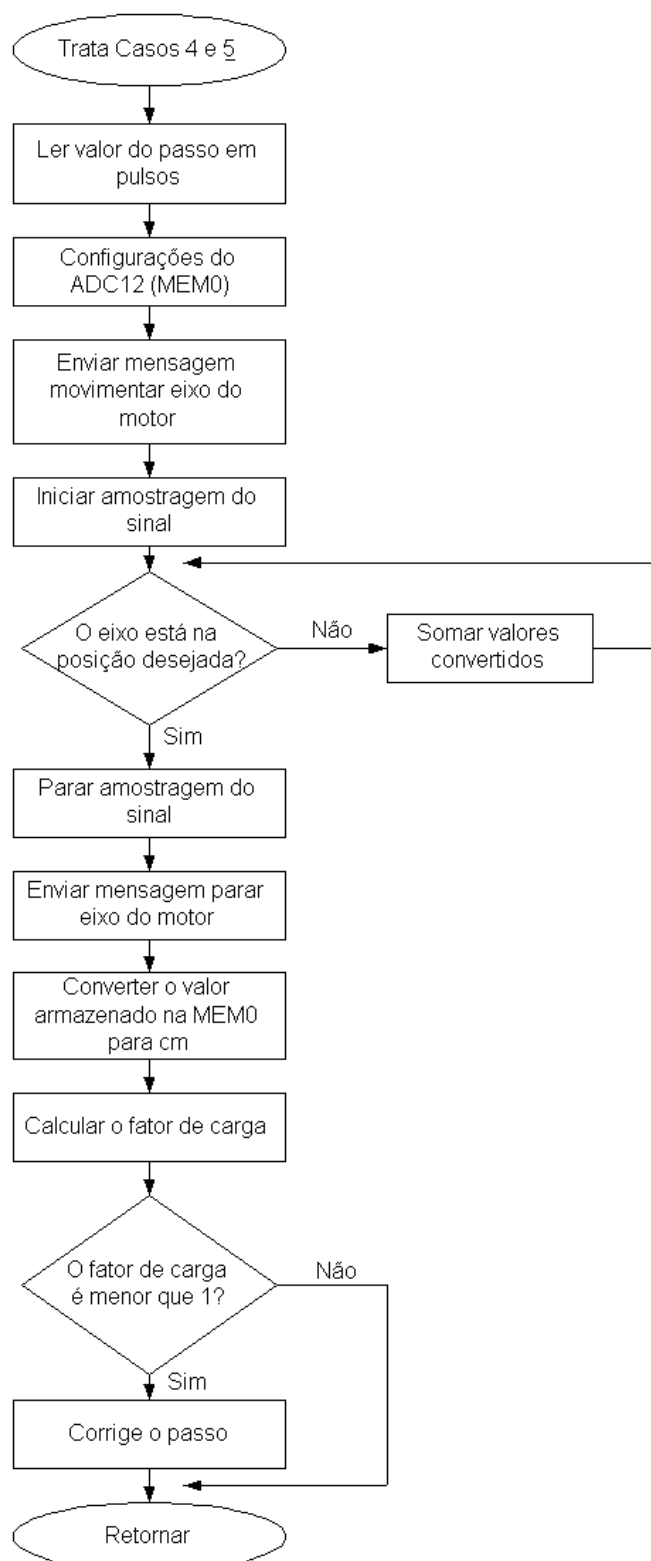 Trata Casos 4 e 5
Ler valor do passo em
pulsos
Configurações do
ADC12 (MEM0)
Enviar mensagem
movimentar eixo do
motor
Iniciar amostragem do
sinal
O eixo está na
posição desejada?
Não
Somar valores
convertidos
Sim
Parar amostragem do
sinal
Enviar mensagem parar
eixo do motor
Converter o valor
armazenado na MEM0
para cm
Calcular o fator de carga
O fator de carga
é menor que 1?
Não
Sim
Corrige o passo
Retornar